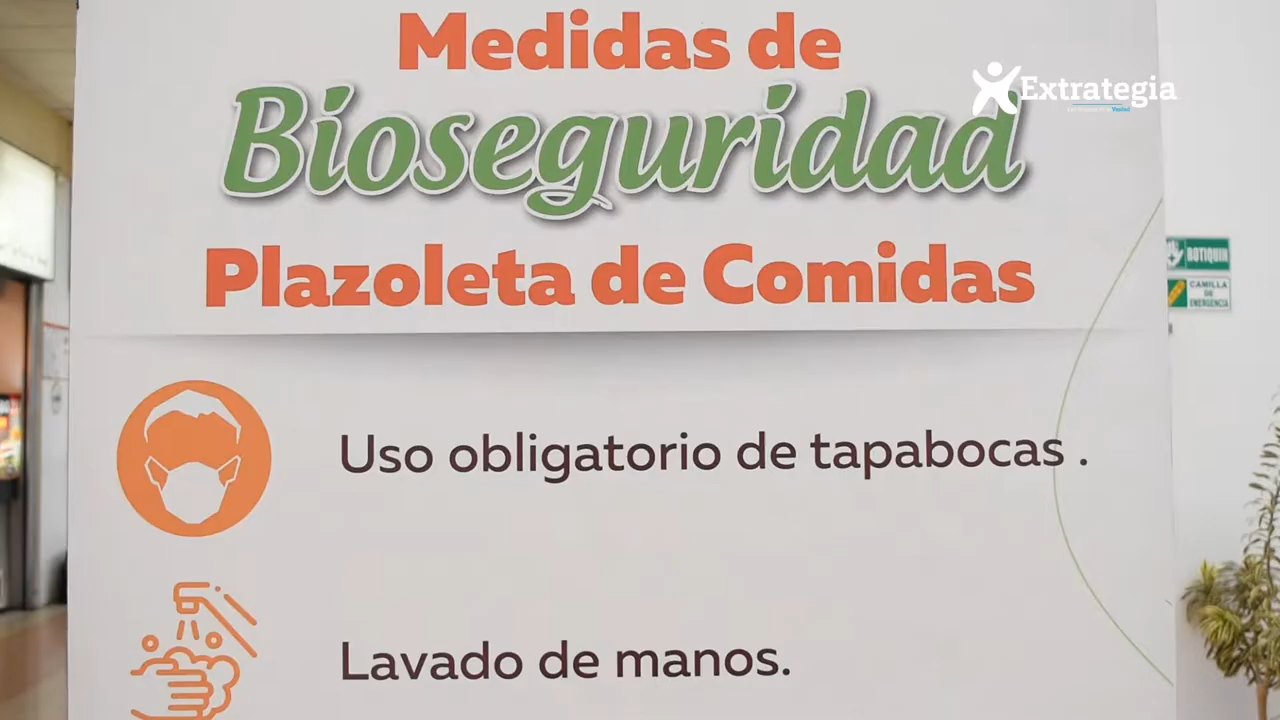 Medidas de
Bioseguridad
Plazoleta de Comidas
Extrategia
BOTIQUIN
CAMILLA
DE
EMERGENCIA
Uso obligatorio de tapabocas .
Lavado de manos.